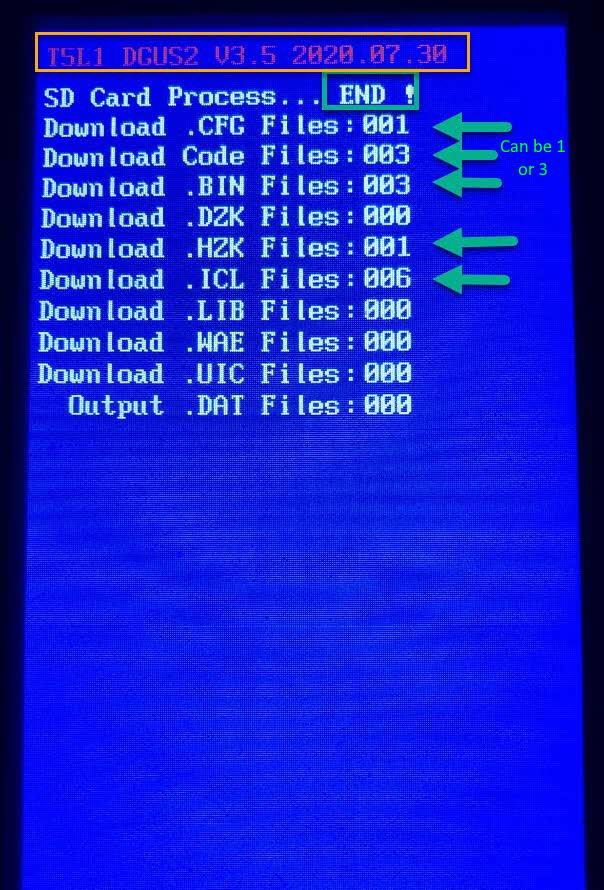 T5L1 DGUS2 V3.5 2020.07.30
SD Card Process... END !
Download .CFG Files:001
Download Code Files:003
Can be 1
or 3
Download .BIN Files:003
Download .DZK Files:000
Download .HZK Files:001
Download .ICL Files:006
Download .LIB Files:000
Download .WAE Files:000
Download .UIC Files:000
Output .DAT Files:000